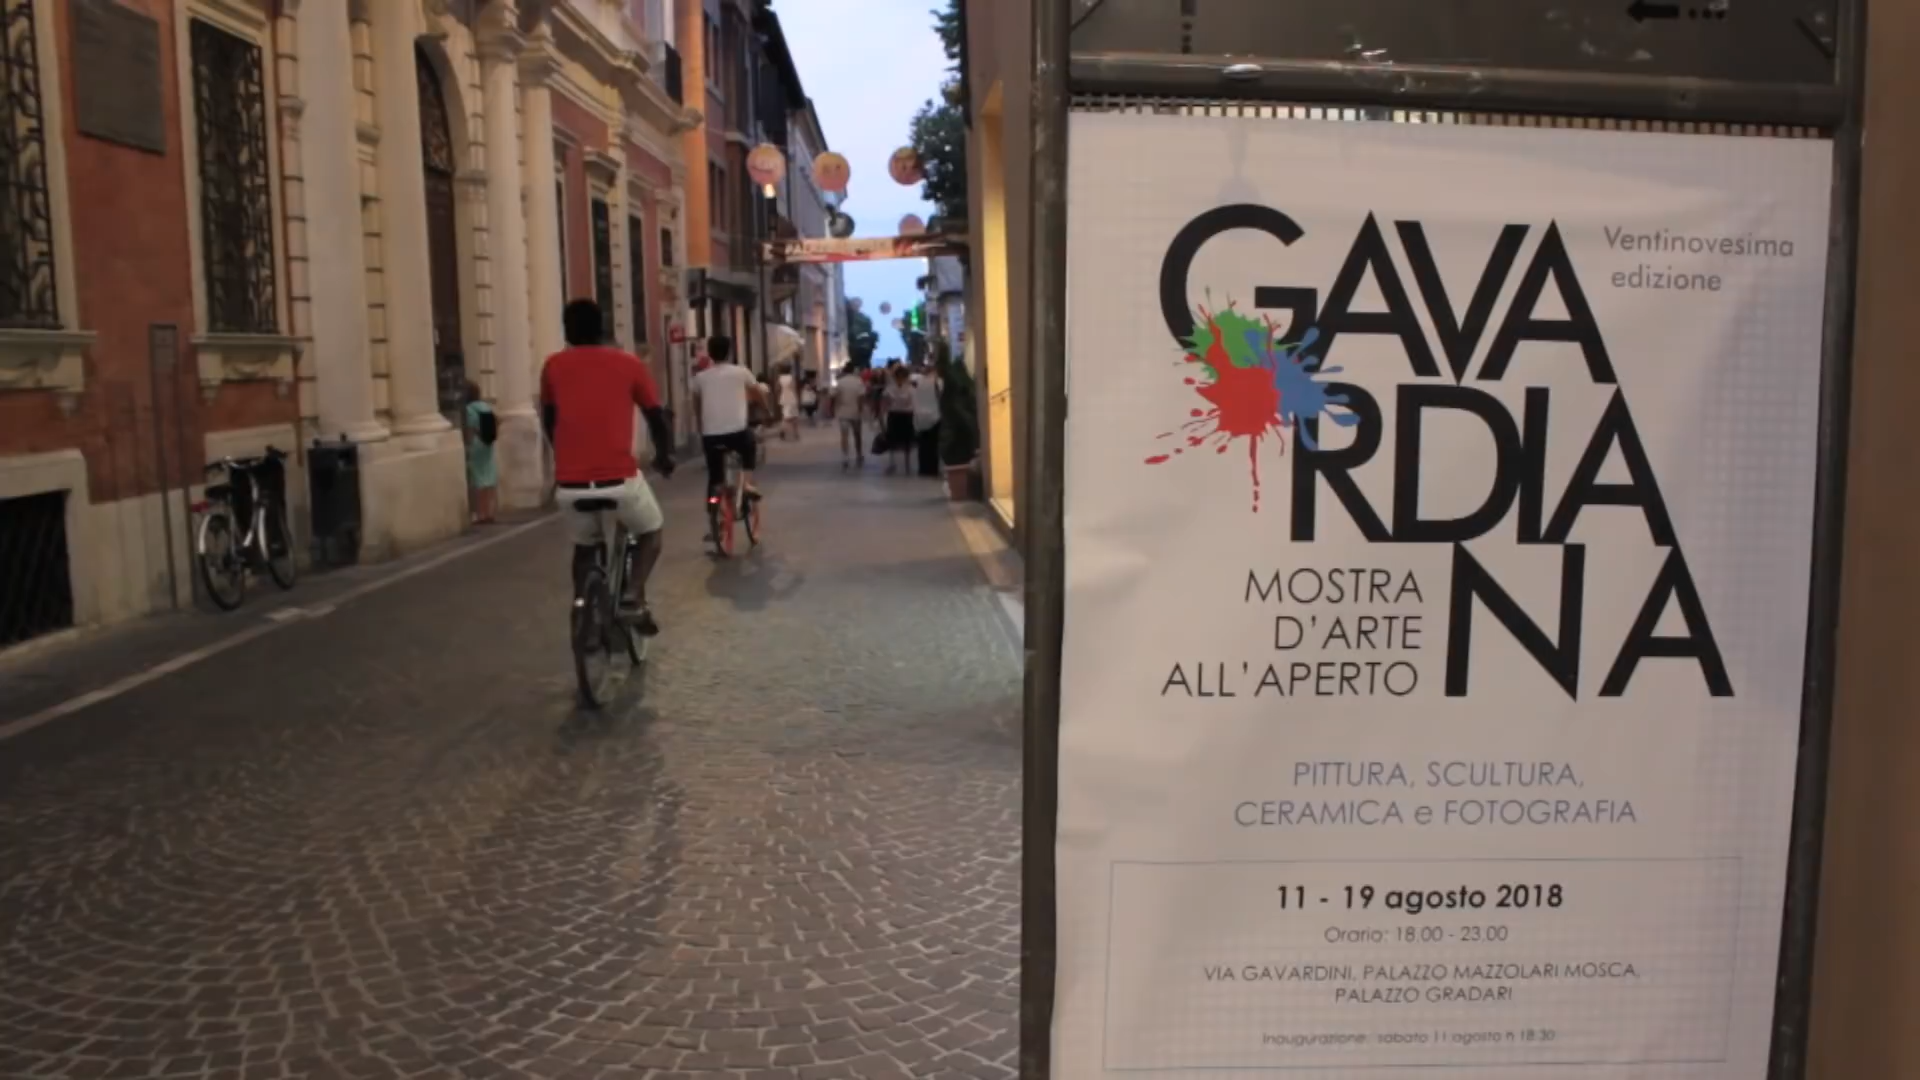 GAVA
RDIA
NA
Ventinovesima
edizione
MOSTRA
D'ARTE
ALL'APERTO
PITTURA, SCULTURA,
CERAMICA e FOTOGRAFIA
11 - 19 agosto 2018
Orario: 18.00 - 23.00
VIA GAVARDINI, PALAZZO MAZZOLARI MOSCA,
PALAZZO GRADARI
Inaugurazione: sabato 11 agosto h 18.30